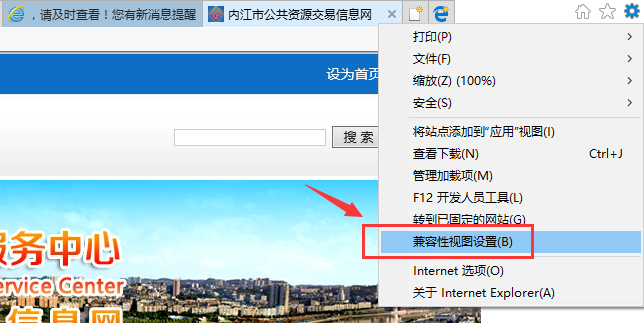 ，请及时查看！您有新消息提醒
内江市公共资源交易信息网
设为首页
搜 索
服务中心
Service Center
信息网
打印(P)
文件(F)
缩放(Z) (100%)
安全(S)
将站点添加到“应用”视图(I)
查看下载(N) Ctrl+J
管理加载项(M)
F12 开发人员工具(L)
转到已固定的网站(G)
兼容性视图设置(B)
Internet 选项(O)
关于 Internet Explorer(A)